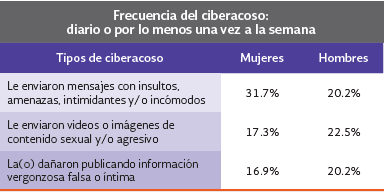 Frecuencia del ciberacoso:
diario o por lo menos una vez a la semana
Tipos de ciberacoso Mujeres Hombres
Le enviaron mensajes con insultos,
amenazas, intimidantes y/o incómodos 31.7% 20.2%
Le enviaron videos o imágenes de
contenido sexual y/o agresivo 17.3% 22.5%
La(o) dañaron publicando información
vergonzosa falsa o íntima 16.9% 20.2%